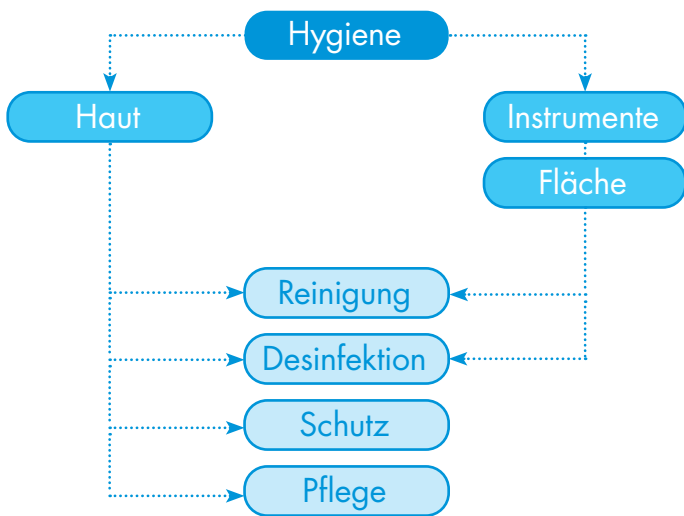 Hygiene
Haut
Instrumente
Fläche
Reinigung
Desinfektion
Schutz
Pflege